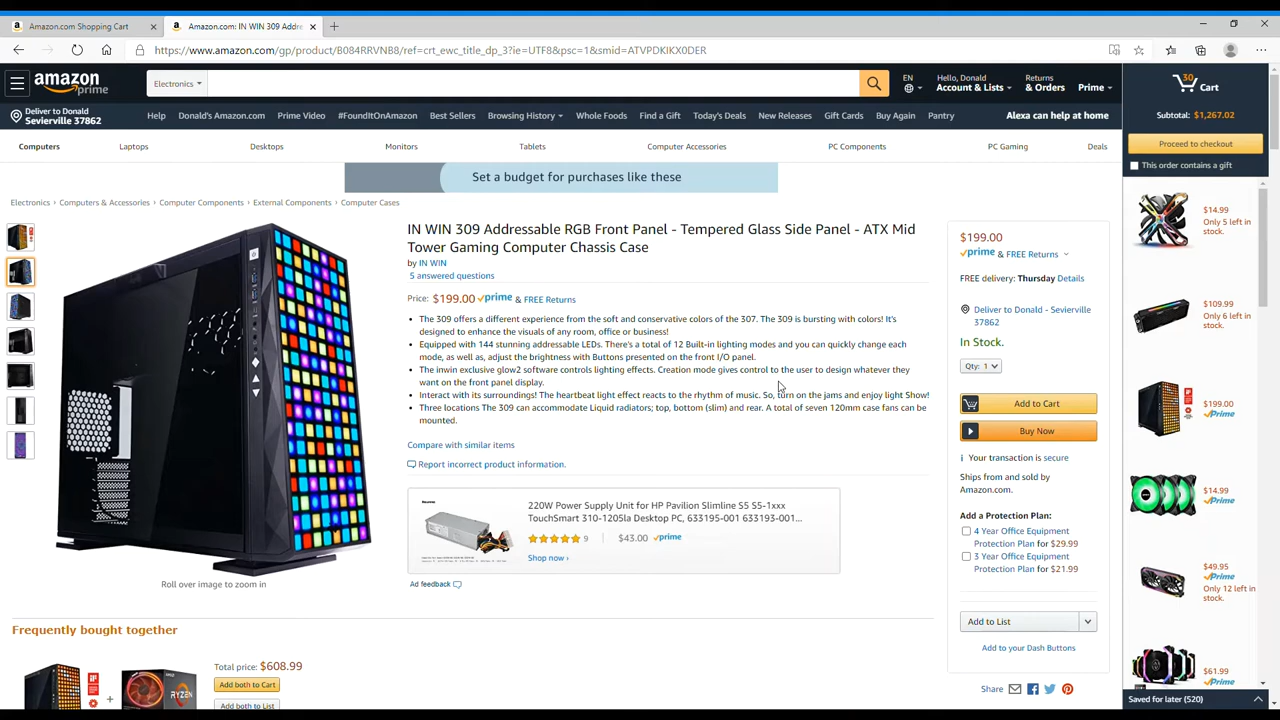 Amazon.com Shopping Cart
Amazon.com: IN WIN 309 Addre
https://www.amazon.com/gp/product/B084RRVNB8/ref=crt_ewc_title_dp_3?ie=UTF8&psc=1&smid=ATVPDKIKX0DER
amazon prime
Electronics
EN
Hello, Donald
Account & Lists
Returns
& Orders
Prime
30
Cart
Subtotal: $1,267.02
Proceed to checkout
This order contains a gift
Deliver to Donald
Sevierville 37862
Help Donald's Amazon.com Prime Video #FoundItOnAmazon Best Sellers Browsing History Whole Foods Find a Gift Today's Deals New Releases Gift Cards Buy Again Pantry
Alexa can help at home
Computers Laptops Desktops Monitors Tablets Computer Accessories PC Components PC Gaming Deals
Set a budget for purchases like these
Electronics › Computers & Accessories › Computer Components › External Components › Computer Cases
IN WIN 309 Addressable RGB Front Panel - Tempered Glass Side Panel - ATX Mid
Tower Gaming Computer Chassis Case
by IN WIN
5 answered questions
Price: $199.00 prime & FREE Returns
• The 309 offers a different experience from the soft and conservative colors of the 307. The 309 is bursting with colors! It's
designed to enhance the visuals of any room, office or business!
• Equipped with 144 stunning addressable LEDs. There's a total of 12 Built-in lighting modes and you can quickly change each
mode, as well as, adjust the brightness with Buttons presented on the front I/O panel.
• The inwin exclusive glow2 software controls lighting effects. Creation mode gives control to the user to design whatever they
want on the front panel display.
• Interact with its surroundings! The heartbeat light effect reacts to the rhythm of music. So, turn on the jams and enjoy light Show!
• Three locations The 309 can accommodate Liquid radiators; top, bottom (slim) and rear. A total of seven 120mm case fans can be
mounted.
Compare with similar items
Report incorrect product information.
220W Power Supply Unit for HP Pavilion Slimline S5 S5-1xxx
TouchSmart 310-1205la Desktop PC, 633195-001 633193-001...
9
$43.00 prime
Shop now ›
Ad feedback
Roll over image to zoom in
Frequently bought together
Total price: $608.99
Add both to Cart
Add both to List
RYZEN
$199.00
prime & FREE Returns
FREE delivery: Thursday Details
Deliver to Donald - Sevierville
37862
In Stock.
Qty: 1
Add to Cart
Buy Now
Your transaction is secure
Ships from and sold by
Amazon.com.
Add a Protection Plan:
4 Year Office Equipment
Protection Plan for $29.99
3 Year Office Equipment
Protection Plan for $21.99
Add to List
Add to your Dash Buttons
Share
$14.99
Only 5 left in
stock.
$109.99
Only 6 left in
stock.
$199.00
prime
$14.99
prime
$49.95
prime
Only 12 left in
stock.
$61.99
prime
Saved for later (520)